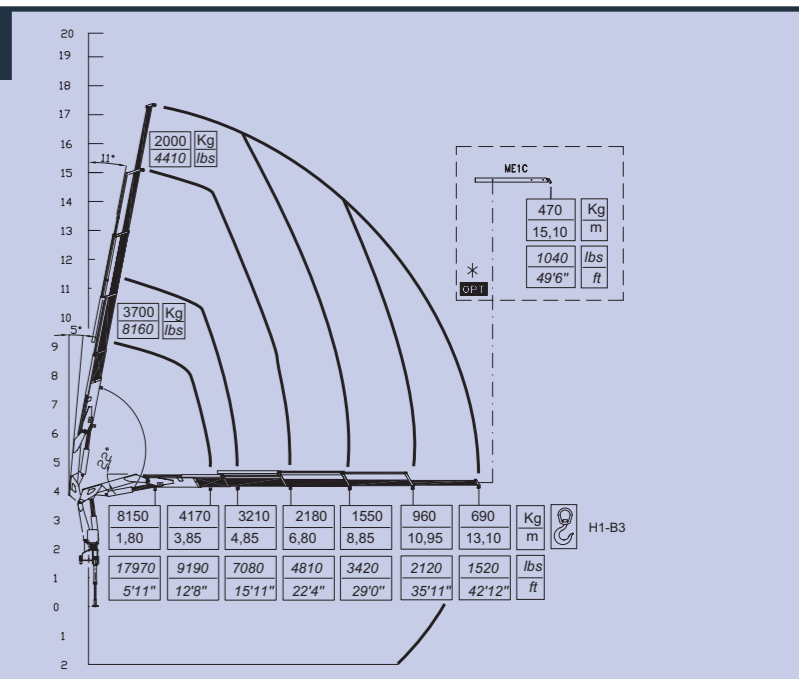 20
19
18
17
16
15
14
13
12
11
10
9
8
7
6
5
4
3
2
1
0
1
2
11°
5°
2000 Kg
4410 lbs
3700 Kg
8160 lbs
ME1C
470 Kg
15,10 m
1040 lbs
49'6" ft
*
OPT
8150 4170 3210 2180 1550 960 690 Kg
1,80 3,85 4,85 6,80 8,85 10,95 13,10 m
H1-B3
17970 9190 7080 4810 3420 2120 1520 lbs
5'11" 12'8" 15'11" 22'4" 29'0" 35'11" 42'12" ft